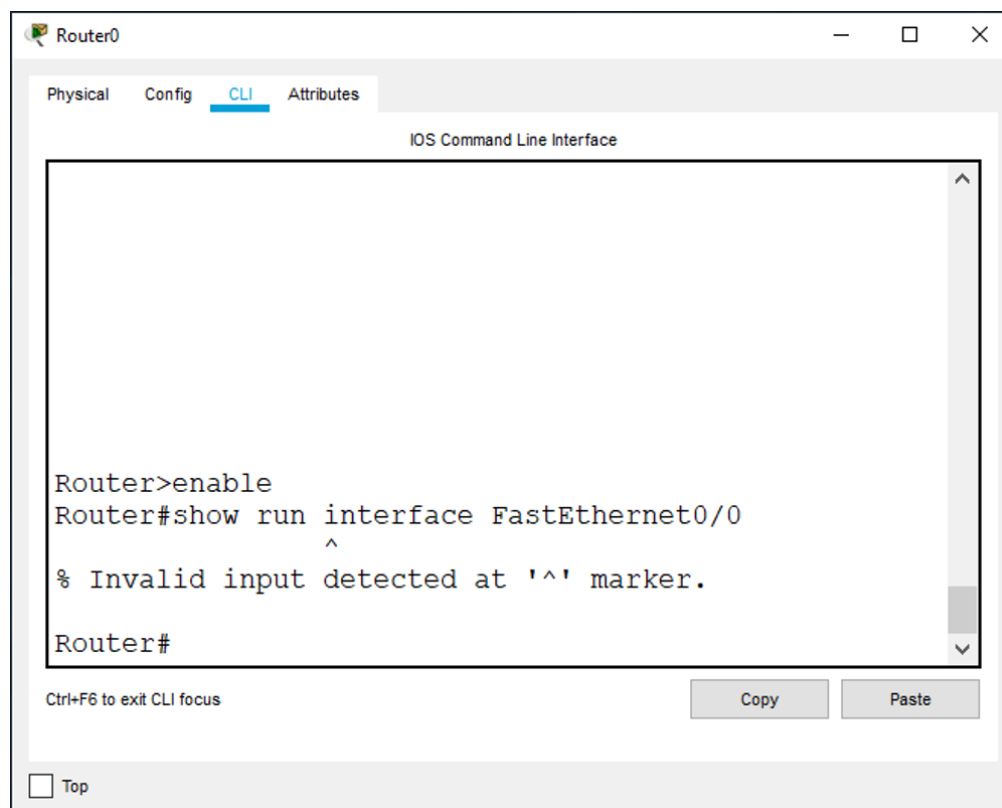 Router0
Physical Config CLI Attributes
IOS Command Line Interface
Router>enable
Router#show run interface FastEthernet0/0
^
% Invalid input detected at '^' marker.
Router#
Ctrl+F6 to exit CLI focus
Copy Paste
Top